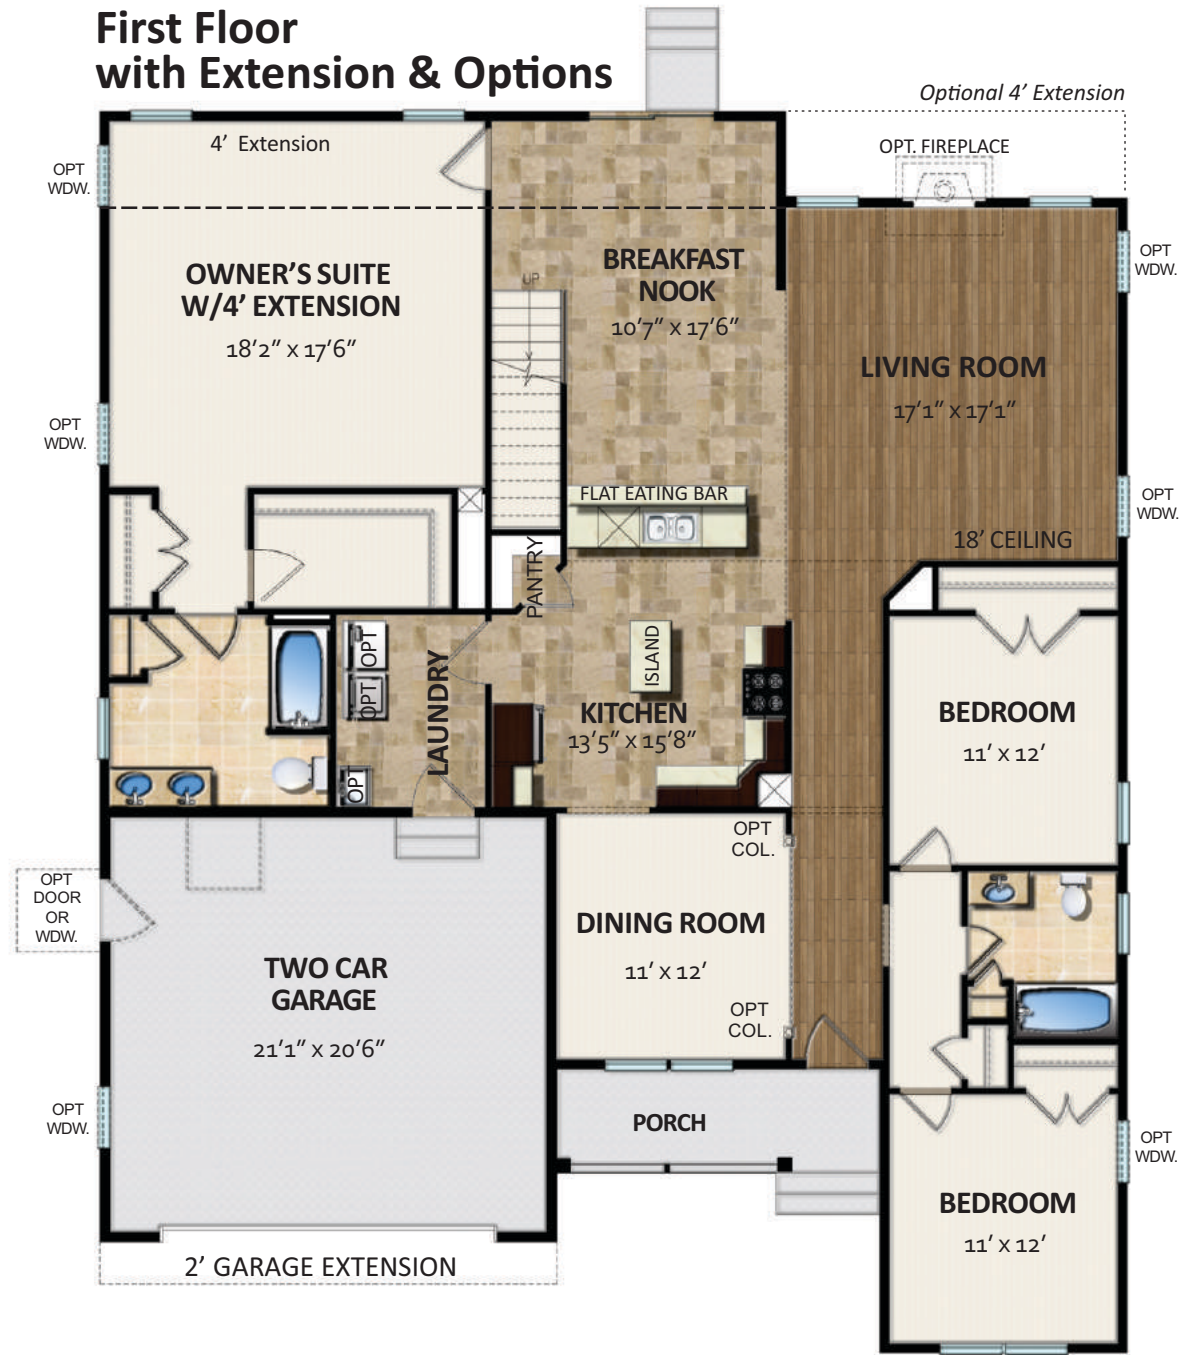 First Floor
with Extension & Options
Optional 4' Extension
4' Extension
OPT. FIREPLACE
OPT
WDW.
OWNER'S SUITE
W/4' EXTENSION
18'2" x 17'6"
UP
BREAKFAST
NOOK
10'7" x 17'6"
OPT
WDW.
LIVING ROOM
17'1" x 17'1"
OPT
WDW.
FLAT EATING BAR
OPT
WDW.
18' CEILING
PANTRY
OPT
OPT
OPT
LAUNDRY
ISLAND
KITCHEN
13'5" x 15'8"
BEDROOM
11' x 12'
OPT
COL.
OPT
DOOR
OR
WDW.
DINING ROOM
11' x 12'
TWO CAR
GARAGE
21'1" x 20'6"
OPT
COL.
OPT
WDW.
PORCH
OPT
WDW.
BEDROOM
11' x 12'
2' GARAGE EXTENSION